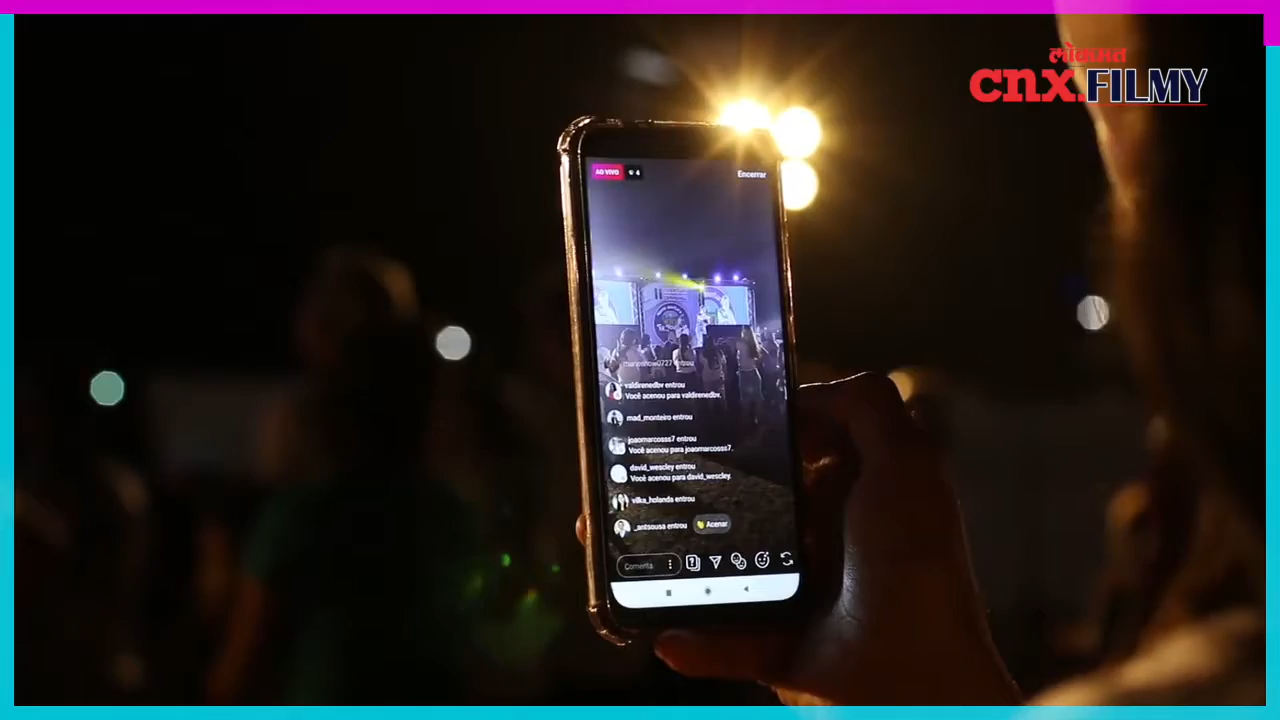 लोकमत
cnx.FILMY
AO VIVO 4
Encerrar
valdirenedbv entrou
Você acenou para valdirenedbv.
mad_monteiro entrou
joaomarcosss7 entrou
Você acenou para joaomarcosss7.
david_wescley entrou
Você acenou para david_wescley.
vilka_holanda entrou
_antsousa entrou
Acenar
Comenta